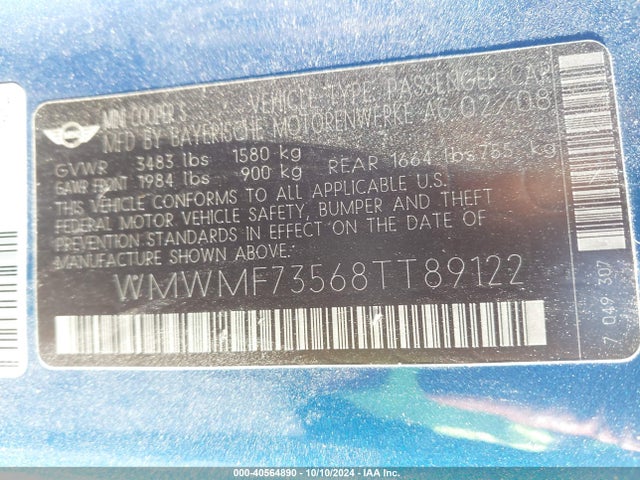 MINI COOPER S VEHICLE TYPE: PASSENGER CAR
MFD BY BAYERISCHE MOTORENWERKE AG 02/08
GVWR 3483 lbs 1580 kg
GAWR FRONT 1984 lbs 900 kg REAR 1664 lbs 755 kg
THIS VEHICLE CONFORMS TO ALL APPLICABLE U.S.
FEDERAL MOTOR VEHICLE SAFETY, BUMPER AND THEFT
PREVENTION STANDARDS IN EFFECT ON THE DATE OF
MANUFACTURE SHOWN ABOVE.
WMWMF73568TT89122
7 049 307
000-40564890 - 10/10/2024 - IAA Inc.